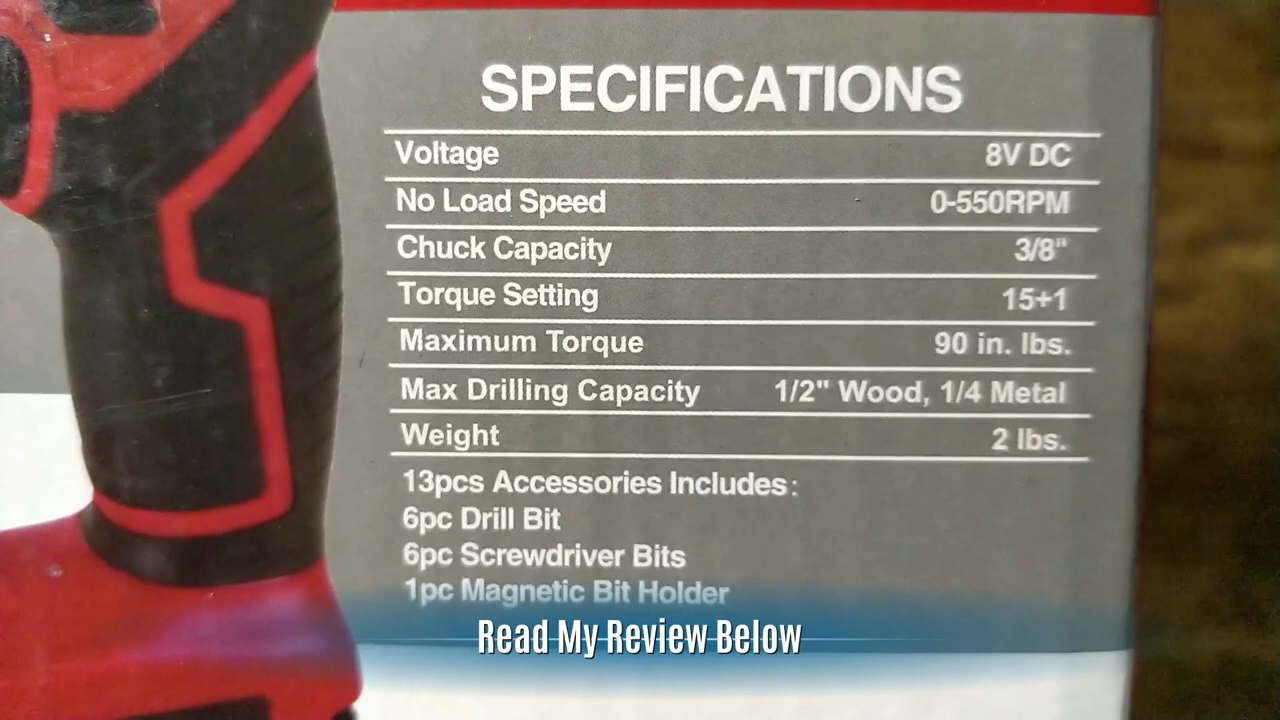 SPECIFICATIONS
Voltage 8V DC
No Load Speed 0-550RPM
Chuck Capacity 3/8"
Torque Setting 15+1
Maximum Torque 90 in. lbs.
Max Drilling Capacity 1/2" Wood, 1/4 Metal
Weight 2 lbs.
13pcs Accessories Includes:
6pc Drill Bit
6pc Screwdriver Bits
1pc Magnetic Bit Holder
Read My Review Below